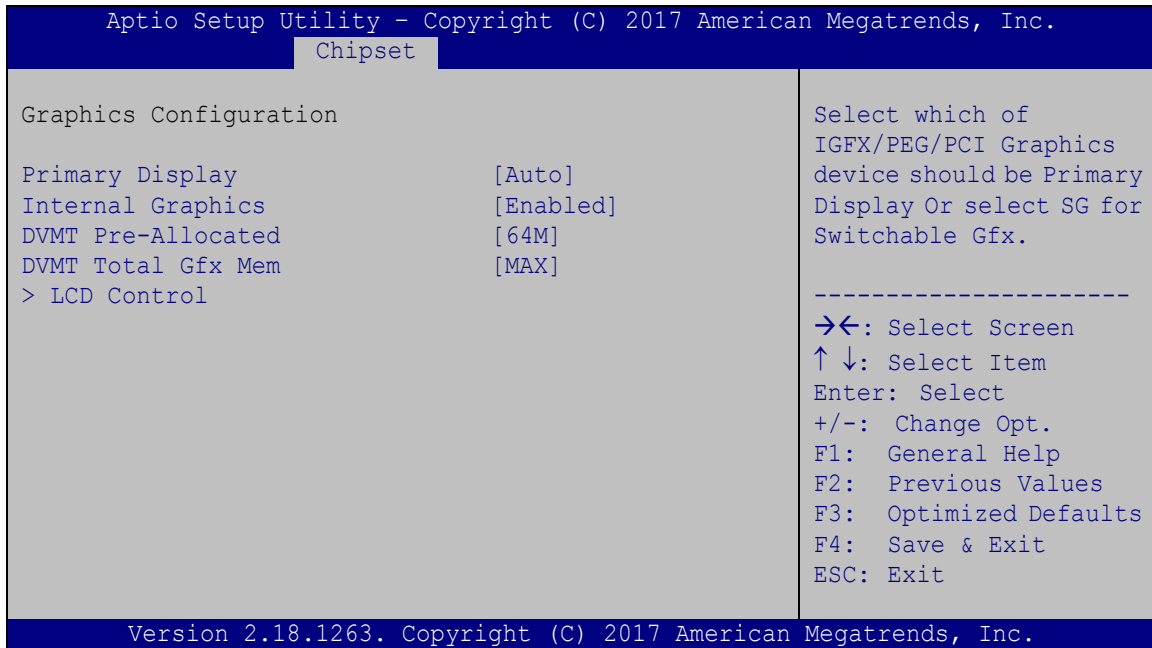 Aptio Setup Utility – Copyright (C) 2017 American Megatrends, Inc.
Chipset
Graphics Configuration
Primary Display [Auto]
Internal Graphics [Enabled]
DVMT Pre-Allocated [64M]
DVMT Total Gfx Mem [MAX]
> LCD Control
Select which of
IGFX/PEG/PCI Graphics
device should be Primary
Display Or select SG for
Switchable Gfx.
----------------------
→←: Select Screen
↑ ↓: Select Item
Enter: Select
+/-: Change Opt.
F1: General Help
F2: Previous Values
F3: Optimized Defaults
F4: Save & Exit
ESC: Exit
Version 2.18.1263. Copyright (C) 2017 American Megatrends, Inc.